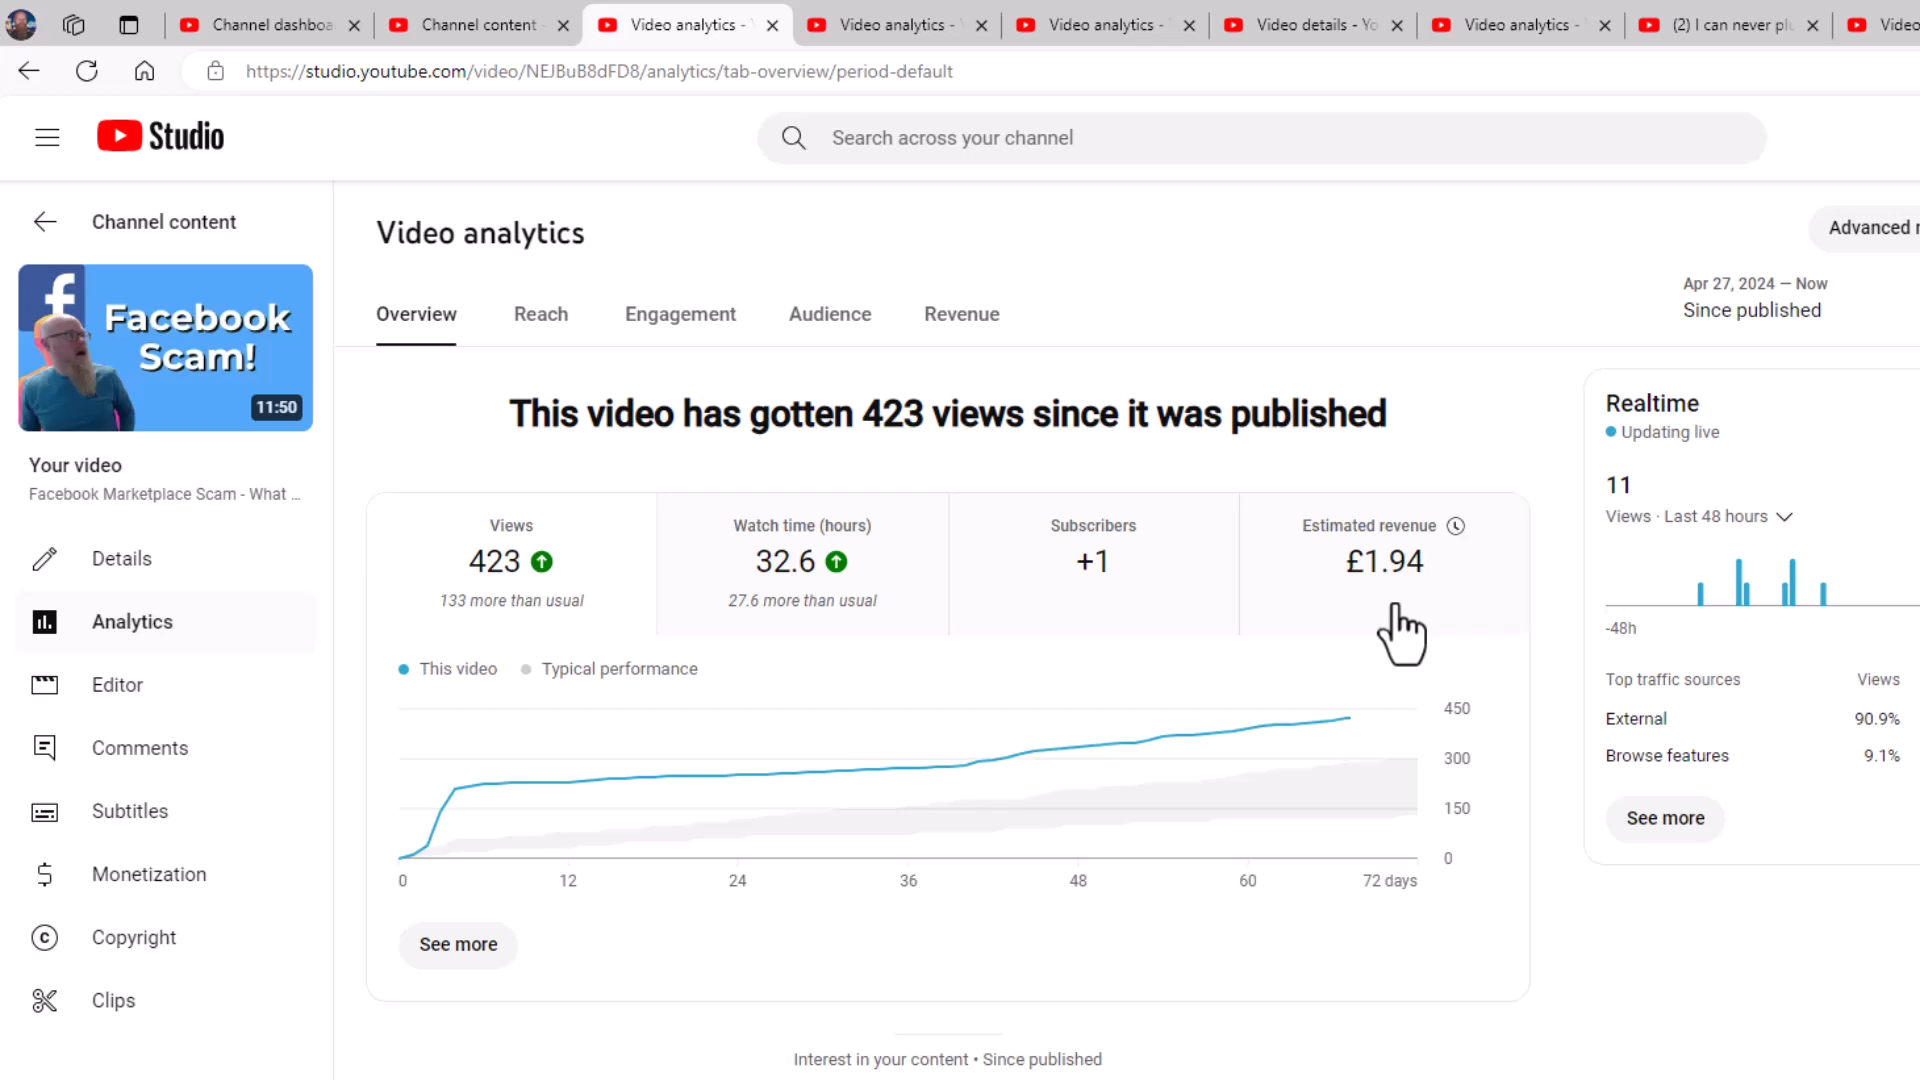 Channel dashboa
Channel content -
Video analytics -
Video analytics -
Video analytics -
Video details - Yo
Video analytics -
(2) I can never plu
Video
https://studio.youtube.com/video/NEJBuB8dFD8/analytics/tab-overview/period-default
Studio
Search across your channel
Channel content
f
Facebook
Scam!
11:50
Your video
Facebook Marketplace Scam - What ...
Details
Analytics
Editor
Comments
Subtitles
Monetization
Copyright
Clips
Video analytics
Advanced
Apr 27, 2024 – Now
Since published
Overview Reach Engagement Audience Revenue
This video has gotten 423 views since it was published
Views
423
133 more than usual
Watch time (hours)
32.6
27.6 more than usual
Subscribers
+1
Estimated revenue
£1.94
This video Typical performance
450
300
150
0
0 12 24 36 48 60 72 days
See more
Interest in your content • Since published
Realtime
Updating live
11
Views · Last 48 hours
-48h
Top traffic sources Views
External 90.9%
Browse features 9.1%
See more